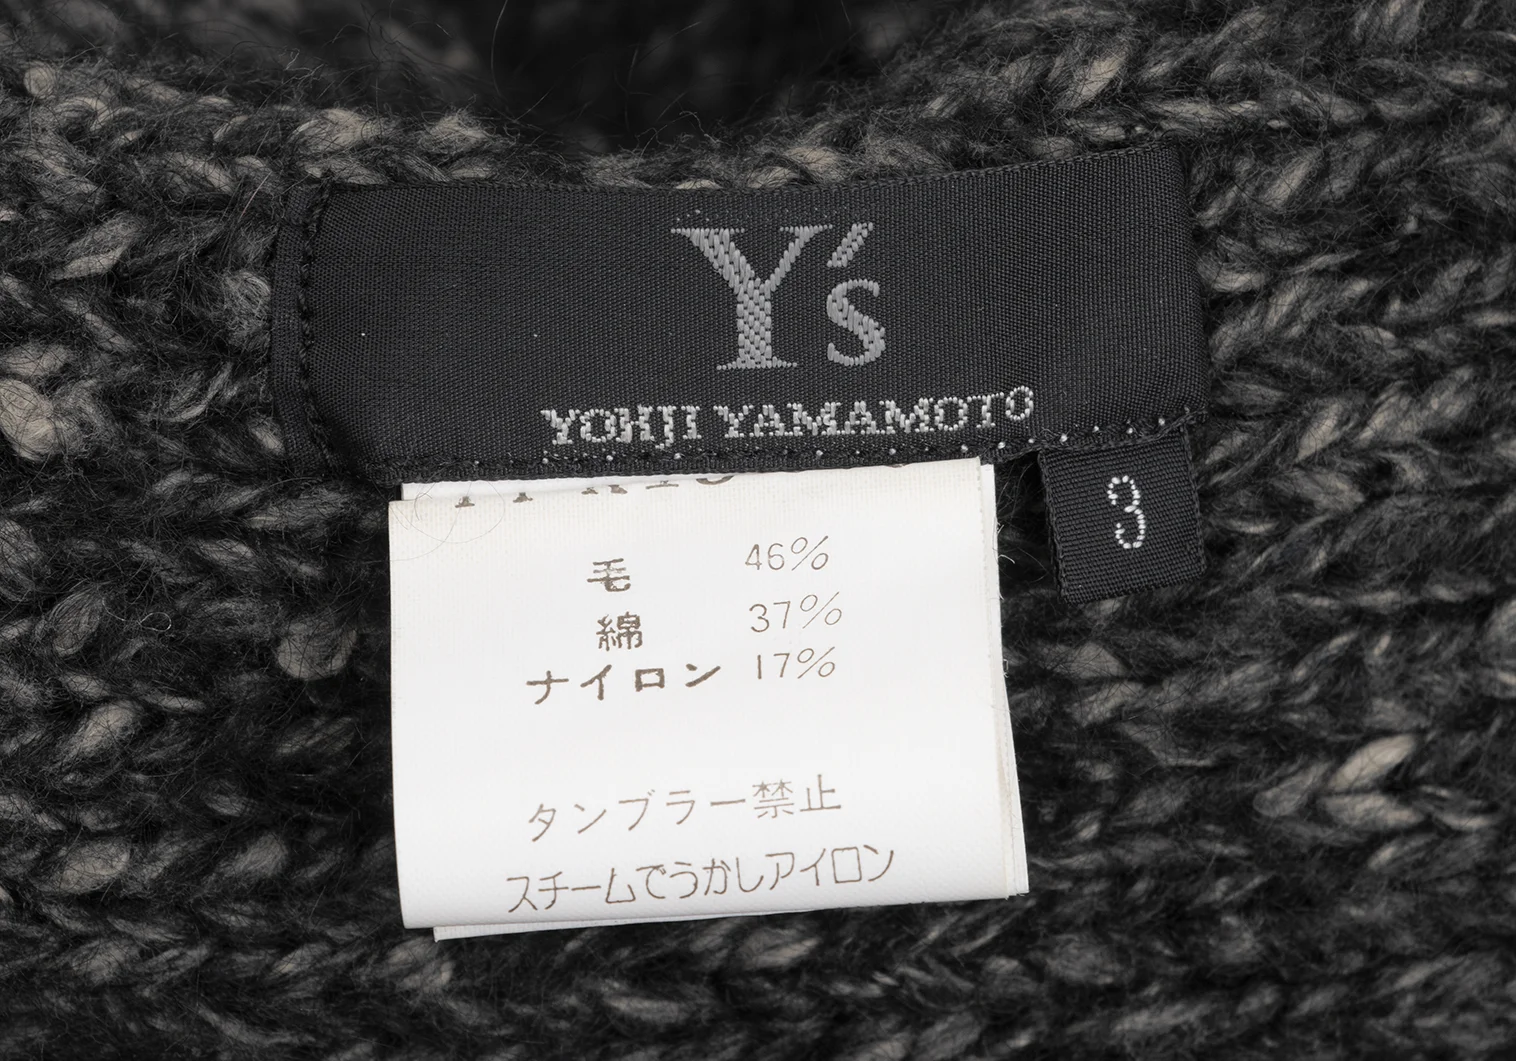 Y's
YOHJI YAMAMOTO
3
毛 46%
綿 37%
ナイロン 17%
タンブラー禁止
スチームでうかしアイロン